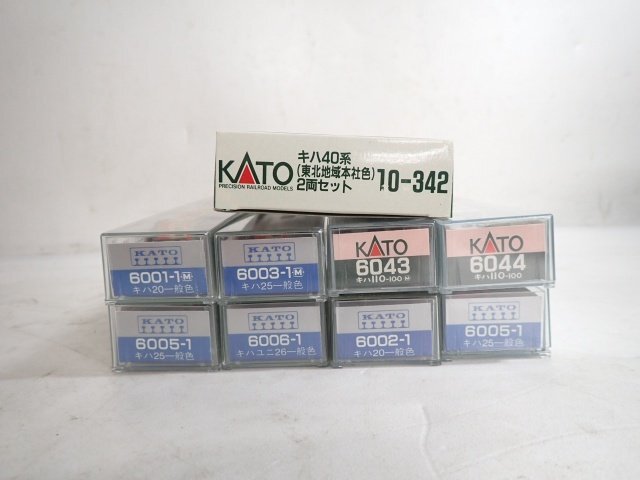 KATO
PRECISION RAILROAD MODELS
キハ40系
(東北地域本社色)
2両セット
10-342
KATO
6001-1 M
キハ20一般色
KATO
6003-1 M
キハ25一般色
KATO
6043
キハ110-100 M
KATO
6044
キハ110-100
KATO
6005-1
キハ25一般色
KATO
6006-1
キハユニ26一般色
KATO
6002-1
キハ20一般色
KATO
6005-1
キハ25一般色